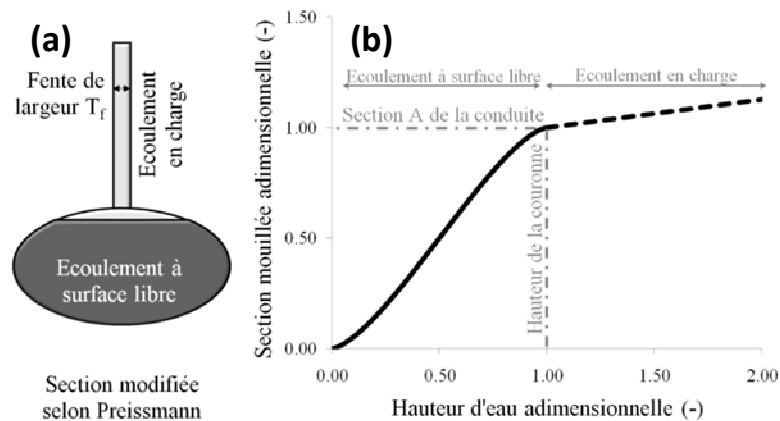 (a)
Fente de
largeur T_f
Ecoulement
en charge
Ecoulement à
surface libre
Section modifiée
selon Preissmann
(b)
Section mouillée adimensionnelle (-)
1.50
1.00
0.50
0.00
Ecoulement à surface libre
Ecoulement en charge
Section A de la conduite
Hauteur de la couronne
0.00
0.50
1.00
1.50
2.00
Hauteur d'eau adimensionnelle (-)